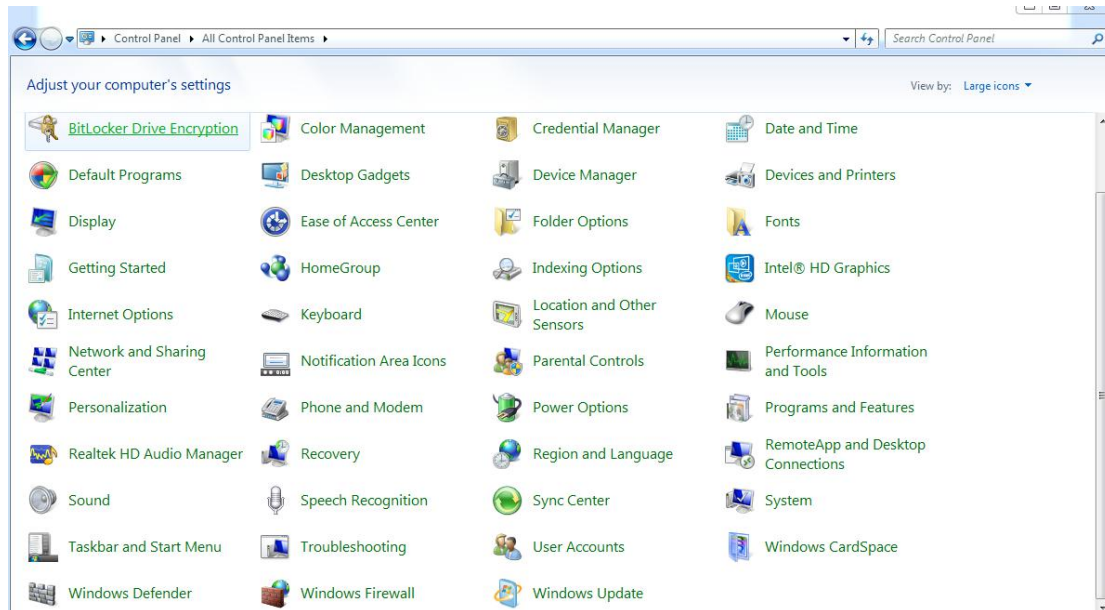 Control Panel All Control Panel Items
Search Control Panel
Adjust your computer's settings
View by: Large icons
BitLocker Drive Encryption
Color Management
Credential Manager
Date and Time
Default Programs
Desktop Gadgets
Device Manager
Devices and Printers
Display
Ease of Access Center
Folder Options
Fonts
Getting Started
HomeGroup
Indexing Options
Intel® HD Graphics
Internet Options
Keyboard
Location and Other
Sensors
Mouse
Network and Sharing
Center
Notification Area Icons
Parental Controls
Performance Information
and Tools
Personalization
Phone and Modem
Power Options
Programs and Features
Realtek HD Audio Manager
Recovery
Region and Language
RemoteApp and Desktop
Connections
Sound
Speech Recognition
Sync Center
System
Taskbar and Start Menu
Troubleshooting
User Accounts
Windows CardSpace
Windows Defender
Windows Firewall
Windows Update